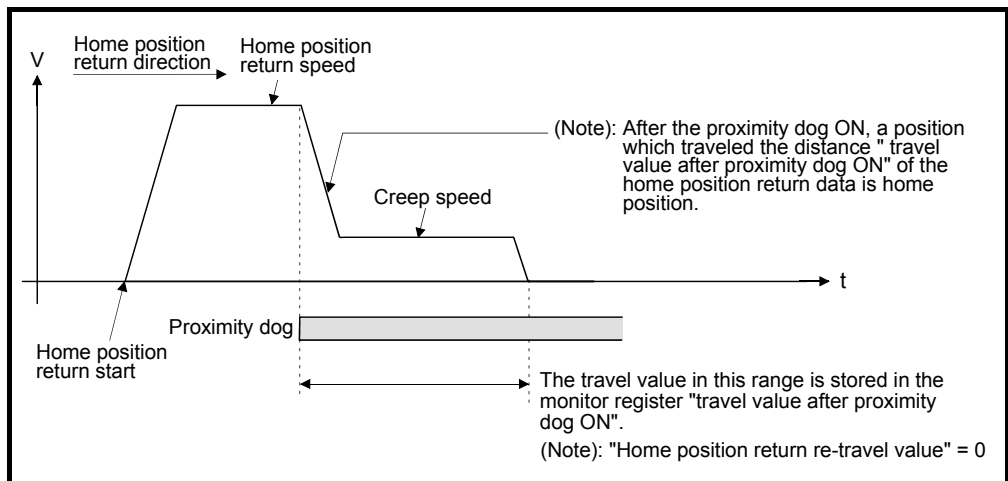 Home position
return direction
Home position
return speed
V
(Note): After the proximity dog ON, a position
which traveled the distance " travel
value after proximity dog ON" of the
home position return data is home
position.
Creep speed
t
Proximity dog
Home position
return start
The travel value in this range is stored in the
monitor register "travel value after proximity
dog ON".
(Note): "Home position return re-travel value" = 0